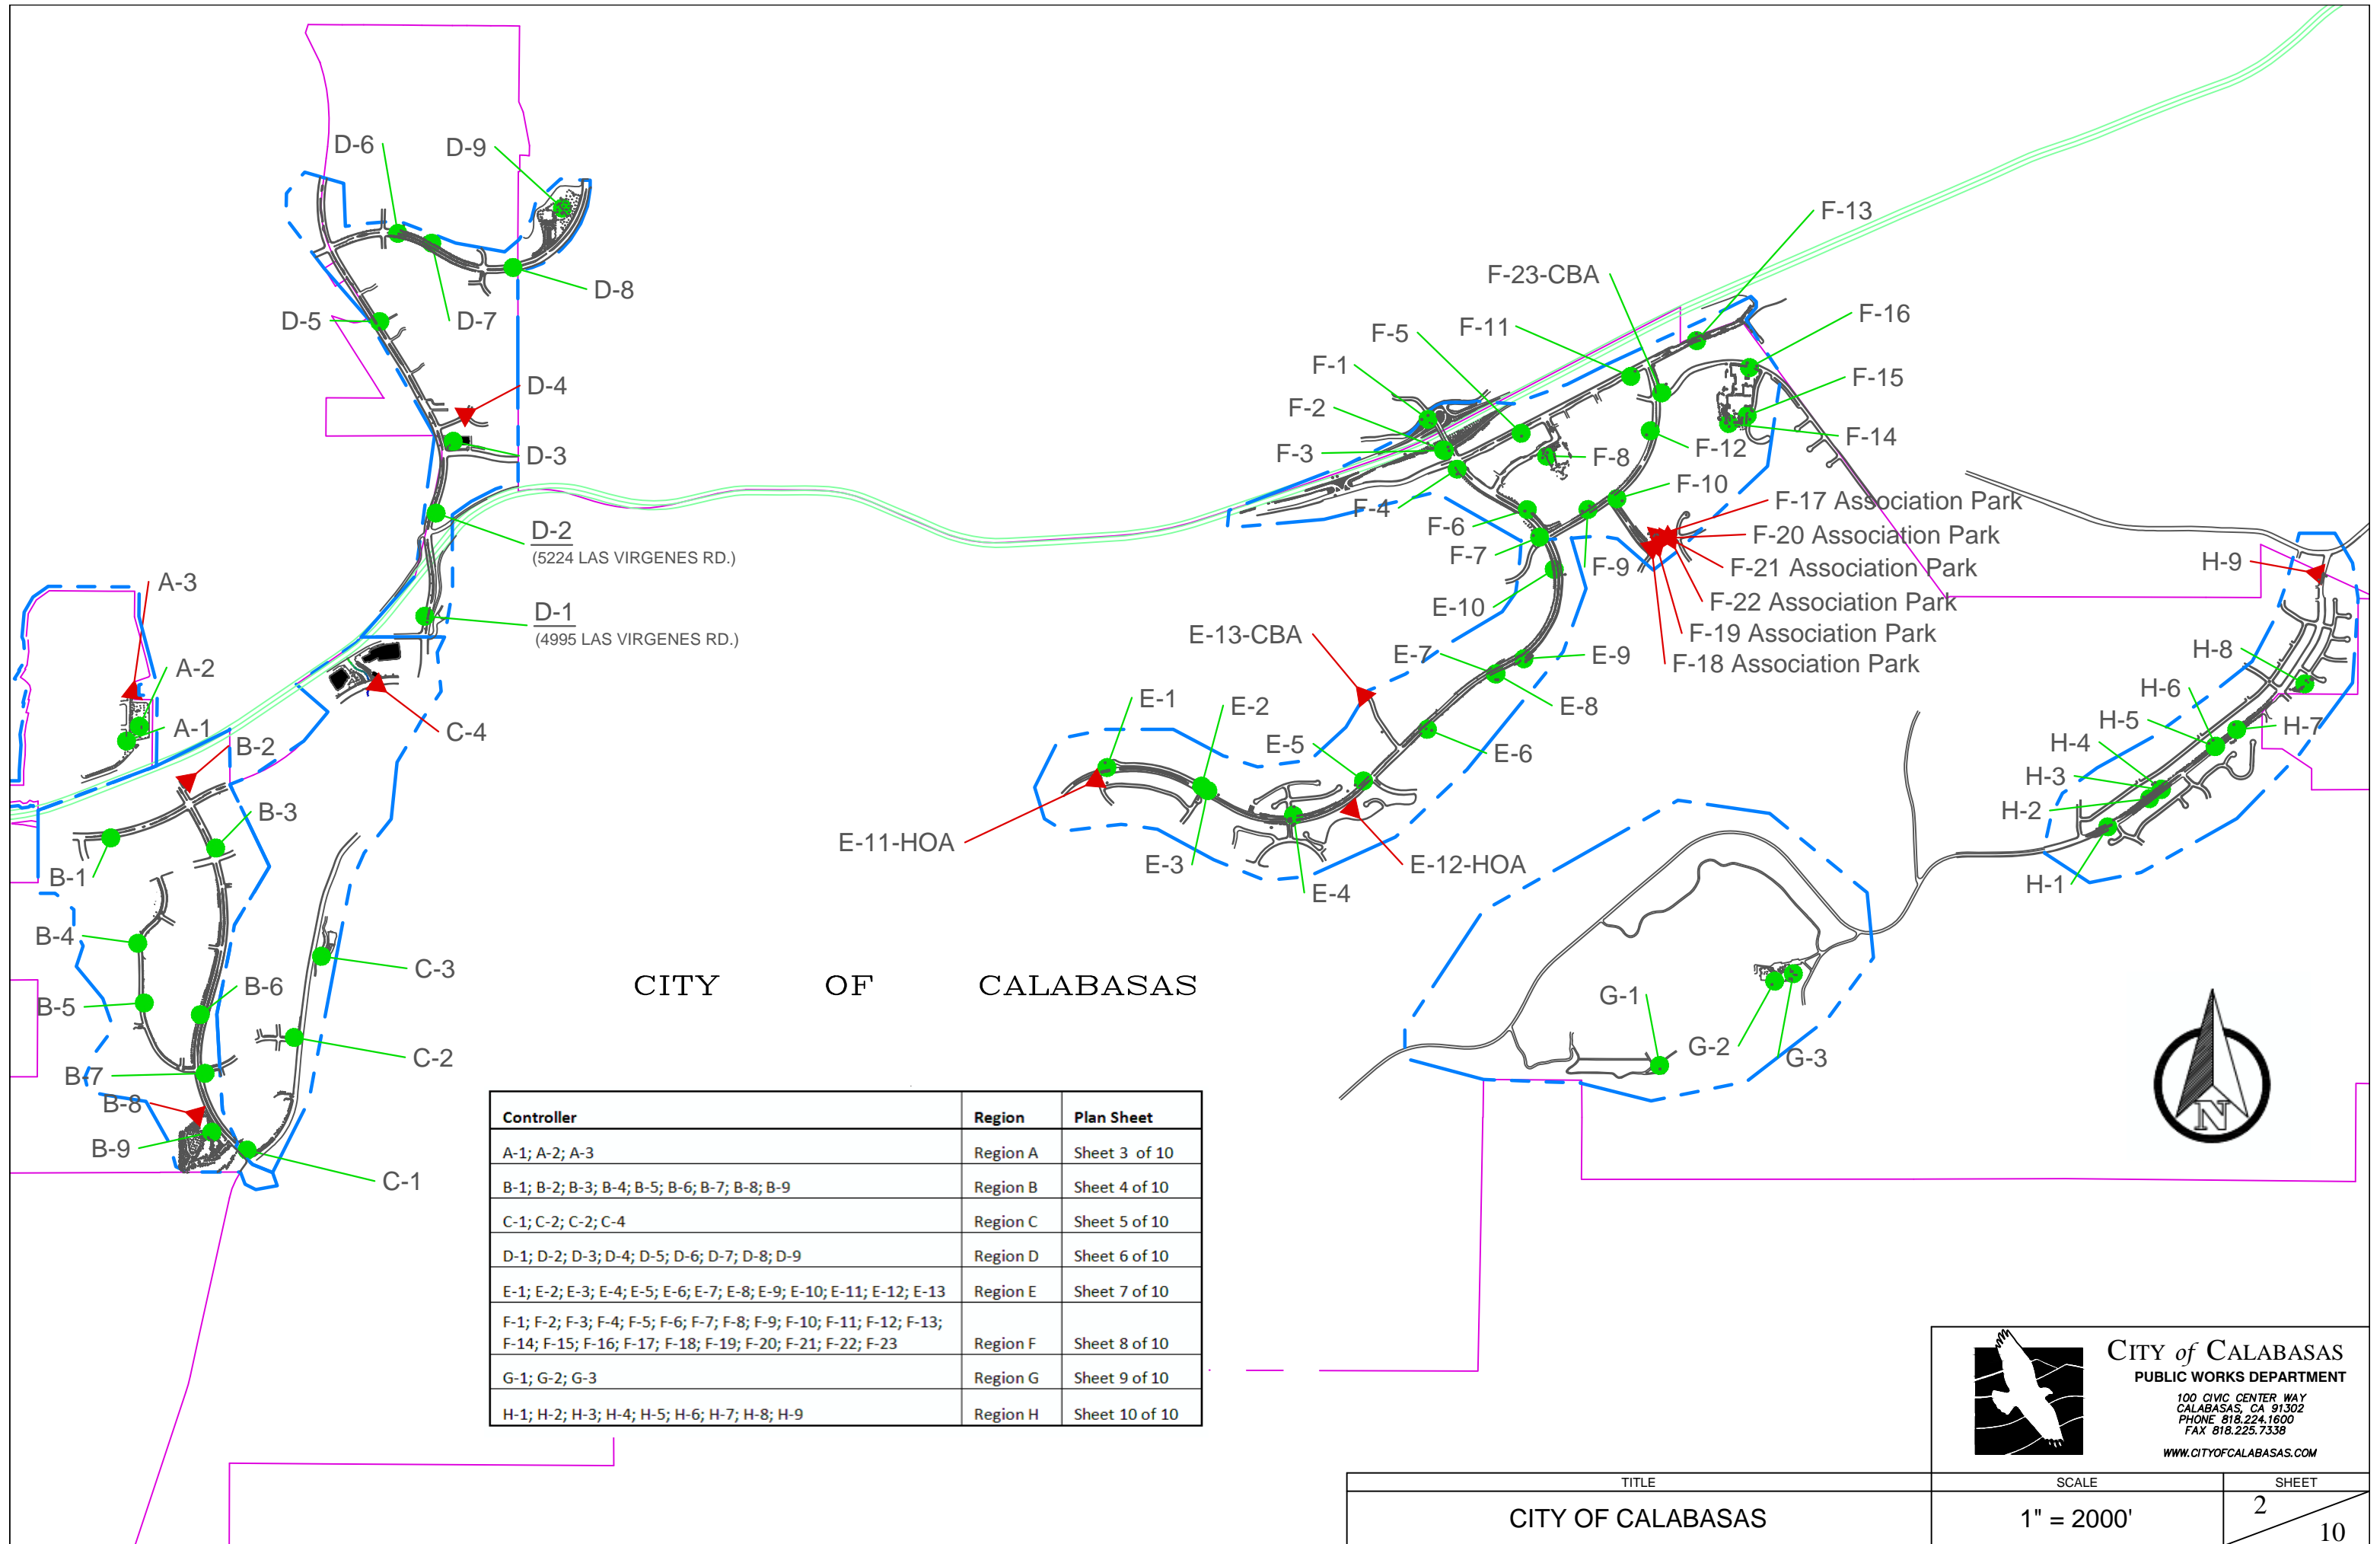 D-6
D-9
D-8
D-5
D-7
D-4
D-3
D-2
(5224 LAS VIRGENES RD.)
D-1
(4995 LAS VIRGENES RD.)
A-3
A-2
A-1
C-4
B-2
B-3
B-1
B-4
B-5
B-6
C-3
C-2
B-7
B-8
B-9
C-1
F-13
F-23-CBA
F-11
F-5
F-16
F-1
F-15
F-2
F-14
F-3
F-12
F-8
F-10
F-4
F-6
F-7
F-9
F-17 Association Park
F-20 Association Park
F-21 Association Park
F-22 Association Park
F-19 Association Park
F-18 Association Park
E-10
E-13-CBA
E-7
E-9
E-8
E-1
E-2
E-5
E-6
E-11-HOA
E-3
E-12-HOA
E-4
H-9
H-8
H-6
H-5
H-7
H-4
H-3
H-2
H-1
G-1
G-2
G-3
CITY OF CALABASAS
N
Controller Region Plan Sheet
A-1; A-2; A-3 Region A Sheet 3 of 10
B-1; B-2; B-3; B-4; B-5; B-6; B-7; B-8; B-9 Region B Sheet 4 of 10
C-1; C-2; C-2; C-4 Region C Sheet 5 of 10
D-1; D-2; D-3; D-4; D-5; D-6; D-7; D-8; D-9 Region D Sheet 6 of 10
E-1; E-2; E-3; E-4; E-5; E-6; E-7; E-8; E-9; E-10; E-11; E-12; E-13 Region E Sheet 7 of 10
F-1; F-2; F-3; F-4; F-5; F-6; F-7; F-8; F-9; F-10; F-11; F-12; F-13;
F-14; F-15; F-16; F-17; F-18; F-19; F-20; F-21; F-22; F-23 Region F Sheet 8 of 10
G-1; G-2; G-3 Region G Sheet 9 of 10
H-1; H-2; H-3; H-4; H-5; H-6; H-7; H-8; H-9 Region H Sheet 10 of 10
CITY of CALABASAS
PUBLIC WORKS DEPARTMENT
100 CIVIC CENTER WAY
CALABASAS, CA 91302
PHONE 818.224.1600
FAX 818.225.7338
WWW.CITYOFCALABASAS.COM
TITLE SCALE SHEET
CITY OF CALABASAS 1" = 2000' 2
10